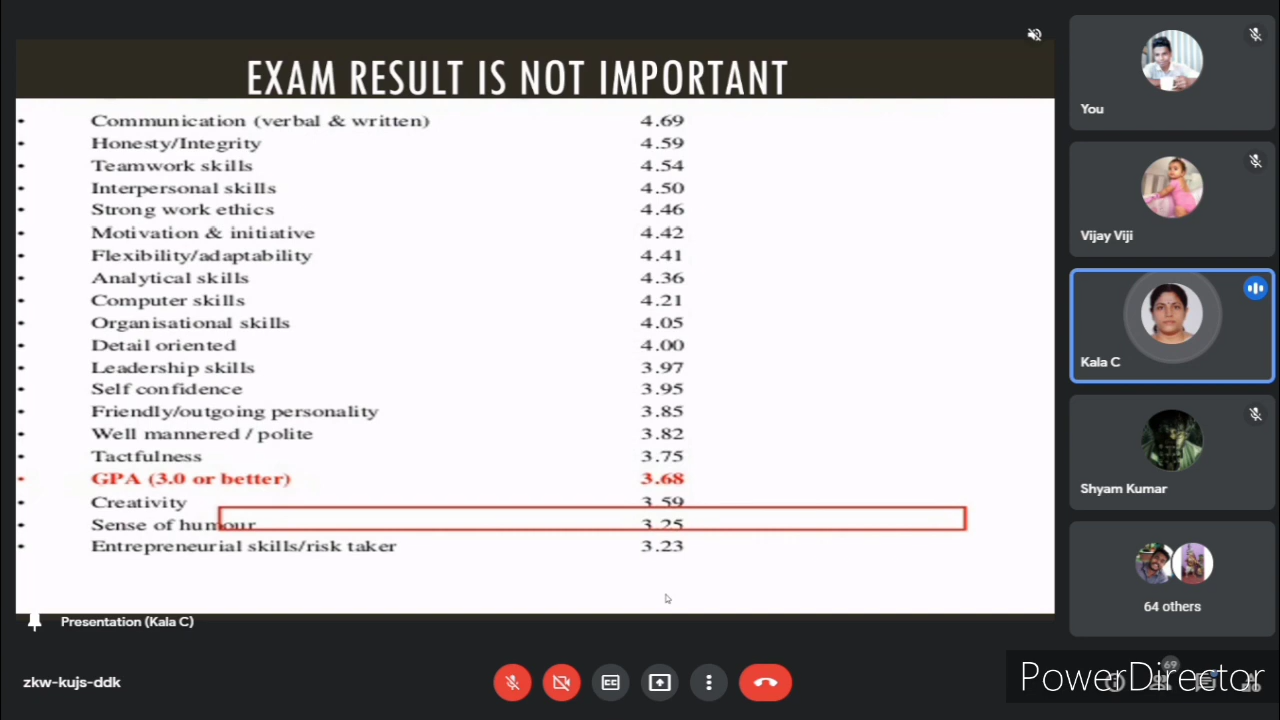 EXAM RESULT IS NOT IMPORTANT
• Communication (verbal & written) 4.69
• Honesty/Integrity 4.59
• Teamwork skills 4.54
• Interpersonal skills 4.50
• Strong work ethics 4.46
• Motivation & initiative 4.42
• Flexibility/adaptability 4.41
• Analytical skills 4.36
• Computer skills 4.21
• Organisational skills 4.05
• Detail oriented 4.00
• Leadership skills 3.97
• Self confidence 3.95
• Friendly/outgoing personality 3.85
• Well mannered / polite 3.82
• Tactfulness 3.75
• GPA (3.0 or better) 3.68
• Creativity 3.59
• Sense of humour 3.25
• Entrepreneurial skills/risk taker 3.23
Presentation (Kala C)
You
Vijay Viji
Kala C
Shyam Kumar
64 others
zkw-kujs-ddk
CC
69
PowerDirector